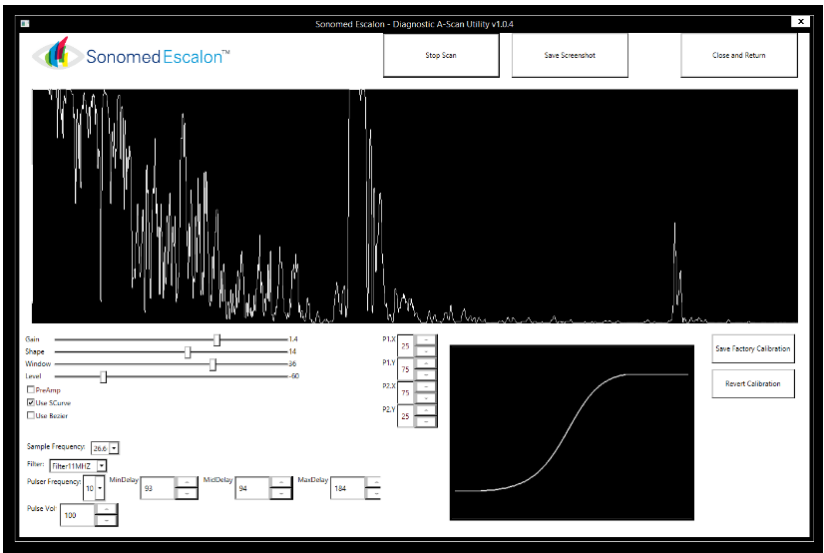 Sonomed Escalon - Diagnostic A-Scan Utility v1.0.4
x
Sonomed Escalon™
Stop Scan
Save Screenshot
Close and Return
Gain 1.4
Shape 14
Window 36
Level -60
PreAmp
Use SCurve
Use Bezier
P1.X 25
P1.Y 75
P2.X 75
P2.Y 25
Save Factory Calibration
Revert Calibration
Sample Frequency: 26.6
Filter: Filter11MHZ
Pulser Frequency: 10 MinDelay 93 MidDelay 94 MaxDelay 184
Pulse Vol: 100